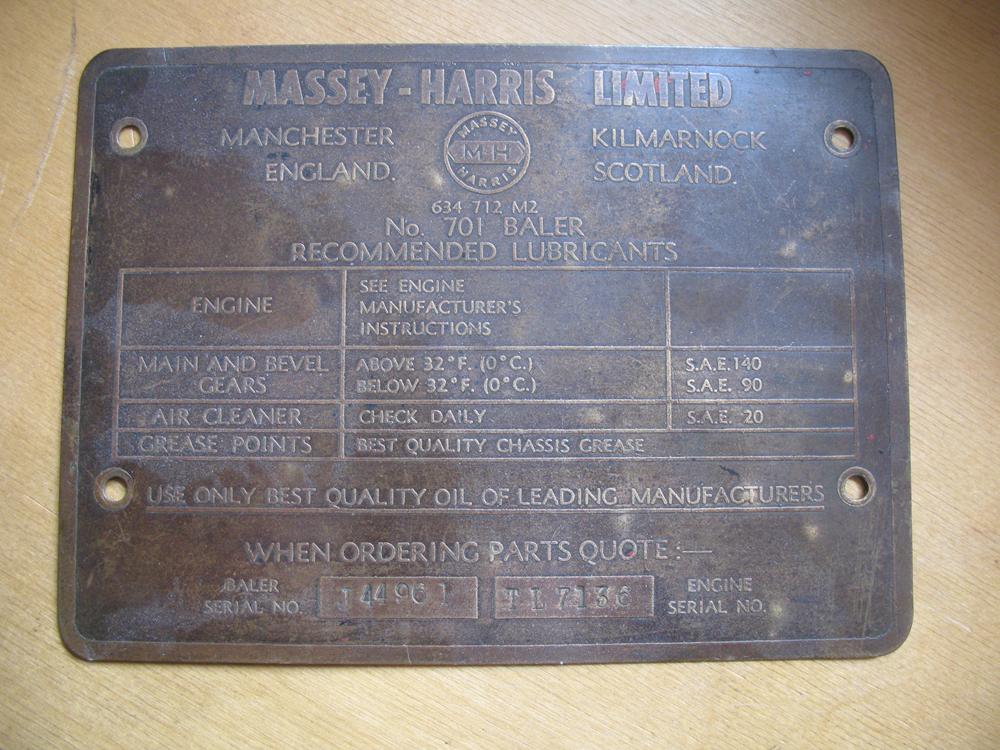 MASSEY-HARRIS LIMITED
MANCHESTER
ENGLAND.
MASSEY
M-H
HARRIS
KILMARNOCK
SCOTLAND.
634 712 M2
No. 701 BALER
RECOMMENDED LUBRICANTS
ENGINE
SEE ENGINE
MANUFACTURER'S
INSTRUCTIONS
MAIN AND BEVEL
GEARS
ABOVE 32°F. (0°C.) S.A.E.140
BELOW 32°F. (0°C.) S.A.E. 90
AIR CLEANER CHECK DAILY S.A.E. 20
GREASE POINTS BEST QUALITY CHASSIS GREASE
USE ONLY BEST QUALITY OIL OF LEADING MANUFACTURERS
WHEN ORDERING PARTS QUOTE:—
BALER
SERIAL NO.
J 44961
TL7136
ENGINE
SERIAL NO.